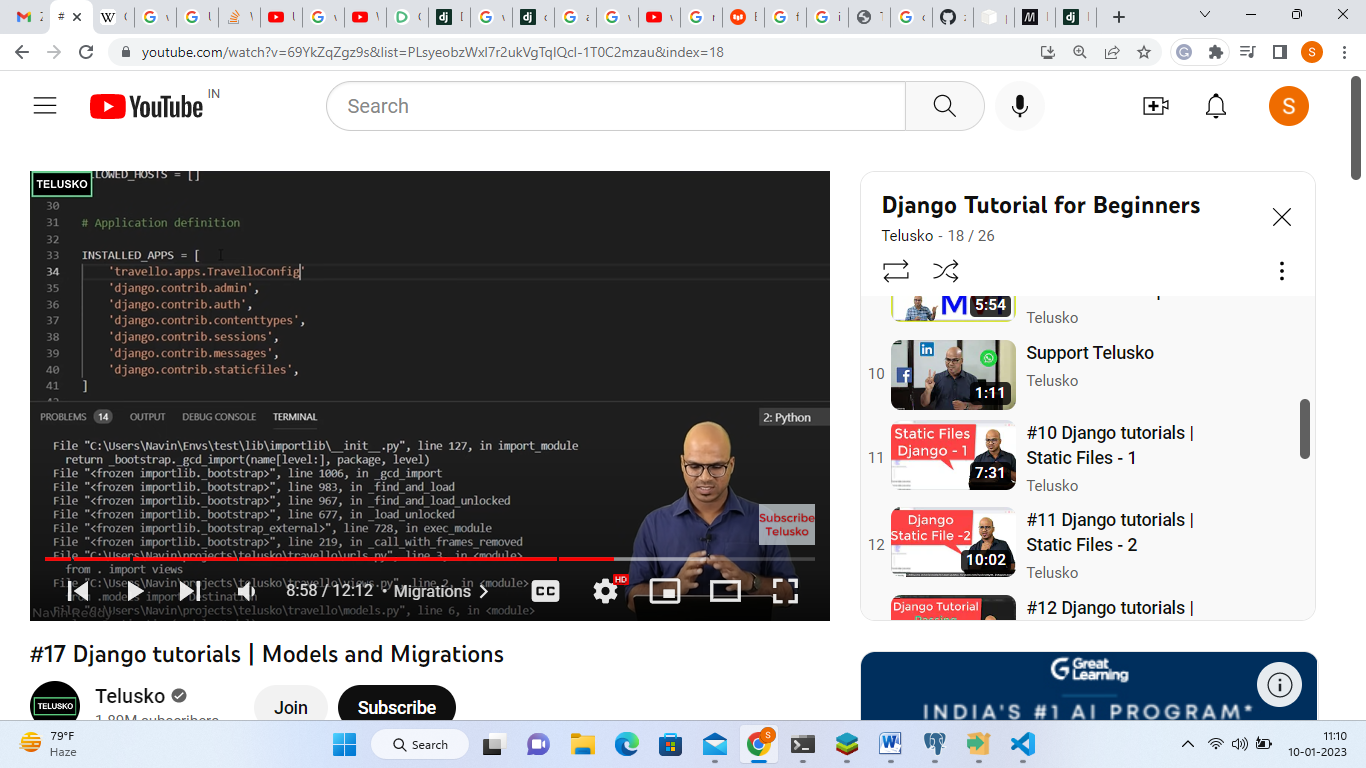 youtube.com/watch?v=69YkZqZgz9s&list=PLsyeobzWxl7r2ukVgTqIQcl-1T0C2mzau&index=18
S
YouTube IN
Search
S
TELUSKO
LLOWED_HOSTS = []
30
31 # Application definition
32
33 INSTALLED_APPS = [
34 'travello.apps.TravelloConfig'
35 'django.contrib.admin',
36 'django.contrib.auth',
37 'django.contrib.contenttypes',
38 'django.contrib.sessions',
39 'django.contrib.messages',
40 'django.contrib.staticfiles',
41 ]
PROBLEMS 14 OUTPUT DEBUG CONSOLE TERMINAL 2: Python
File "C:\Users\Navin\Envs\test\lib\importlib\__init__.py", line 127, in import_module
return _bootstrap._gcd_import(name[level:], package, level)
File "<frozen importlib._bootstrap>", line 1006, in _gcd_import
File "<frozen importlib._bootstrap>", line 983, in _find_and_load
File "<frozen importlib._bootstrap>", line 967, in _find_and_load_unlocked
File "<frozen importlib._bootstrap>", line 677, in _load_unlocked
File "<frozen importlib._bootstrap_external>", line 728, in exec_module
File "<frozen importlib._bootstrap>", line 219, in _call_with_frames_removed
File "C:\Users\Navin\projects\telusko\travello\urls.py", line 3, in <module>
from . import views
File "C:\Users\Navin\projects\telusko\travello\views.py", line 2, in <module>
from .models import Destination
File "C:\Users\Navin\projects\telusko\travello\models.py", line 6, in <module>
Subscribe
Telusko
8:58 / 12:12 • Migrations
CC
HD
Navin Reddy
#17 Django tutorials | Models and Migrations
TELUSKO
Telusko
1.89M subscribers
Join
Subscribe
Django Tutorial for Beginners
Telusko - 18 / 26
5:54
Telusko
10
1:11
Support Telusko
Telusko
11
Static Files
Django - 1
7:31
#10 Django tutorials |
Static Files - 1
Telusko
12
Django
Static File -2
10:02
#11 Django tutorials |
Static Files - 2
Telusko
Django Tutorial
Passing
#12 Django tutorials |
Great
Learning
INDIA'S #1 AI PROGRAM*
79°F
Haze
Search
11:10
10-01-2023